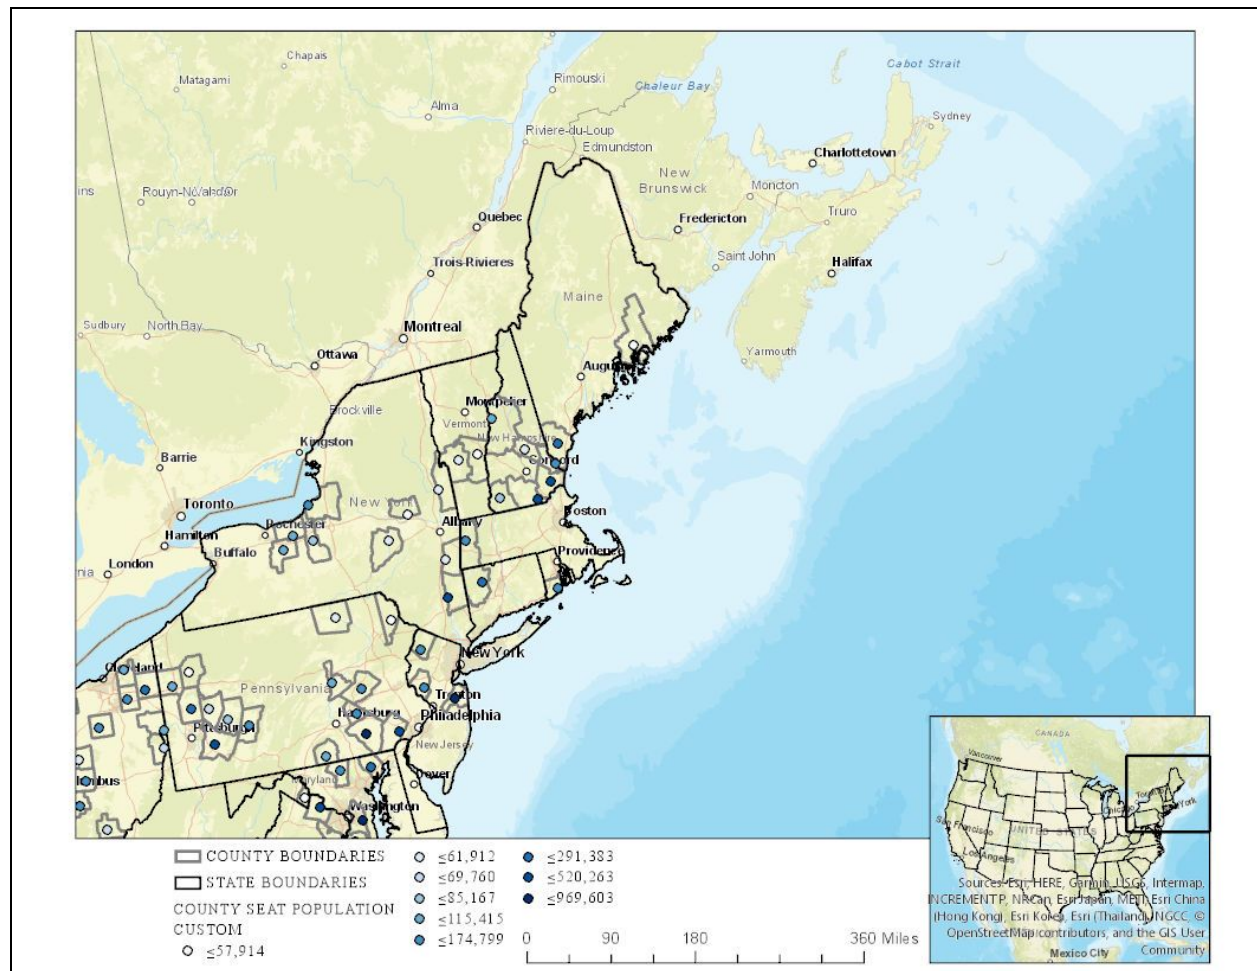 Cabot Strait
Chapais
Matagami
Rimouski
Chaleur Bay
Alma
Sydney
Riviere-du-Loup
Edmundston
Charlottetown
New
Brunswick
Moncton
Rouyn-No
Quebec
Fredericton
Truro
Saint John
Halifax
Trois-Rivieres
Maine
Sudbury
North Bay
Montreal
Yarmouth
Ottawa
Augus
Brockville
Montpelier
Vermont
New Hampshire
Kingston
Barrie
Concord
Toronto
New York
Rochester
Albany
Boston
Hamilton
Buffalo
Providence
London
Cleveland
New York
Pennsylvania
Trenton
Harrisburg
Philadelphia
Pittsburgh
New Jersey
Maryland
Dover
Washington
CANADA
Vancouver
Toronto
Chicago
San Francisco
UNITED STATES
Los Angeles
Mexico City
COUNTY BOUNDARIES
STATE BOUNDARIES
COUNTY SEAT POPULATION
CUSTOM
≤57,914
≤61,912
≤69,760
≤85,167
≤115,415
≤174,799
≤291,383
≤520,263
≤969,603
0 90 180 360 Miles
Sources: Esri, HERE, Garmin, USGS, Intermap,
INCREMENT P, NRCan, Esri Japan, METI, Esri China
(Hong Kong), Esri Korea, Esri (Thailand), NGCC, ©
OpenStreetMap contributors, and the GIS User
Community